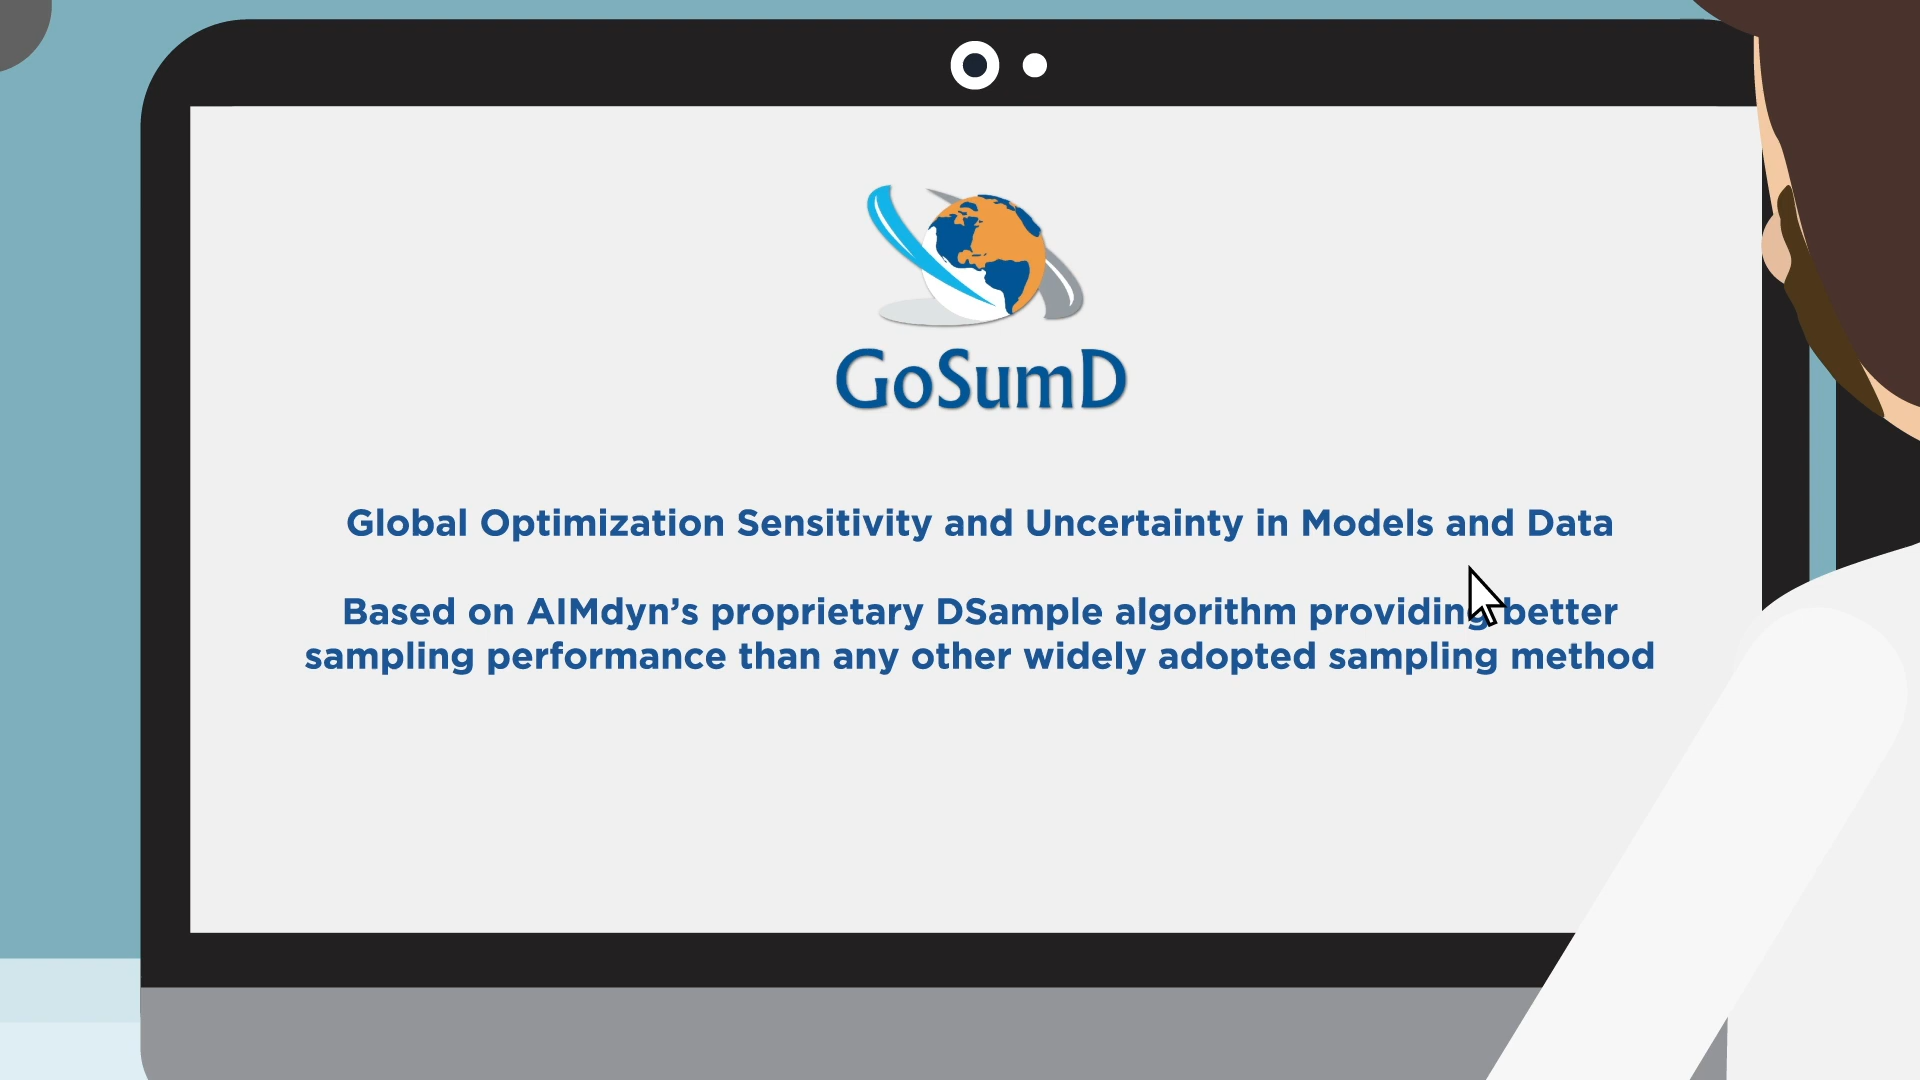 GoSumD
Global Optimization Sensitivity and Uncertainty in Models and Data
Based on AIMdyn’s proprietary DSample algorithm providing better
sampling performance than any other widely adopted sampling method